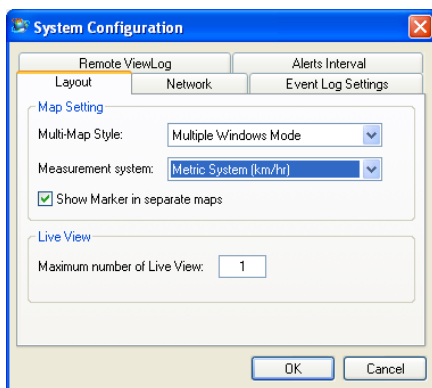 System Configuration
Remote ViewLog Alerts Interval
Layout Network Event Log Settings
Map Setting
Multi-Map Style: Multiple Windows Mode
Measurement system: Metric System (km/hr)
Show Marker in separate maps
Live View
Maximum number of Live View: 1
OK Cancel